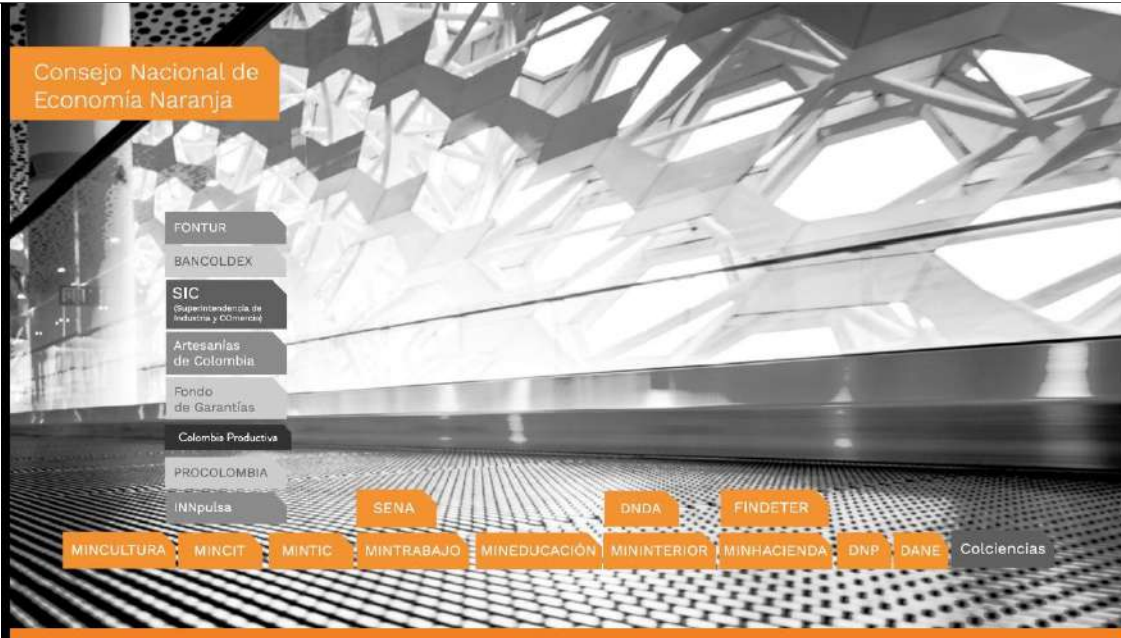 Consejo Nacional de
Economía Naranja
FONTUR
BANCOLDEX
SIC
(Superintendencia de
Industria y COmercio)
Artesanías
de Colombia
Fondo
de Garantías
Colombia Productiva
PROCOLOMBIA
INNpulsa
SENA
DNDA
FINDETER
MINCULTURA
MINCIT
MINTIC
MINTRABAJO
MINEDUCACIÓN
MININTERIOR
MINHACIENDA
DNP
DANE
Colciencias